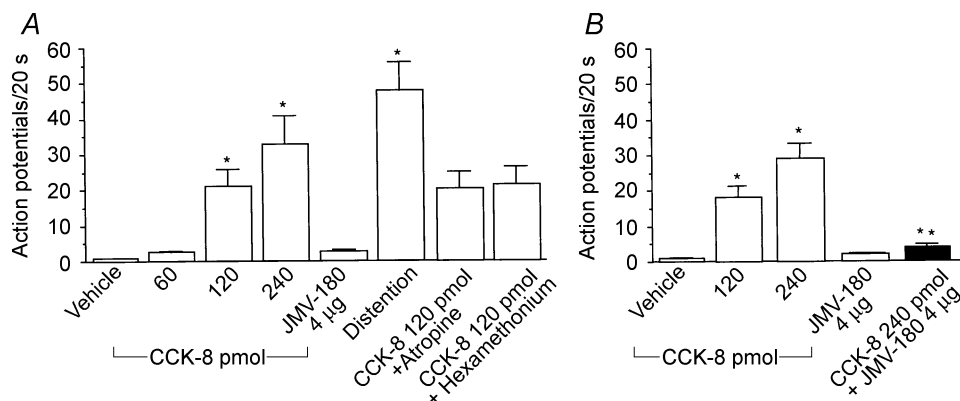 A
Action potentials/20 s
60
50
40
30
20
10
0
*
*
*
Vehicle
60
120
240
JMV-180
4 µg
Distention
CCK-8 120 pmol
+Atropine
CCK-8 120 pmol
+ Hexamethonium
CCK-8 pmol
B
Action potentials/20 s
60
50
40
30
20
10
0
*
*
**
Vehicle
120
240
JMV-180
4 µg
CCK-8 240 pmol
+ JMV-180 4 µg
CCK-8 pmol